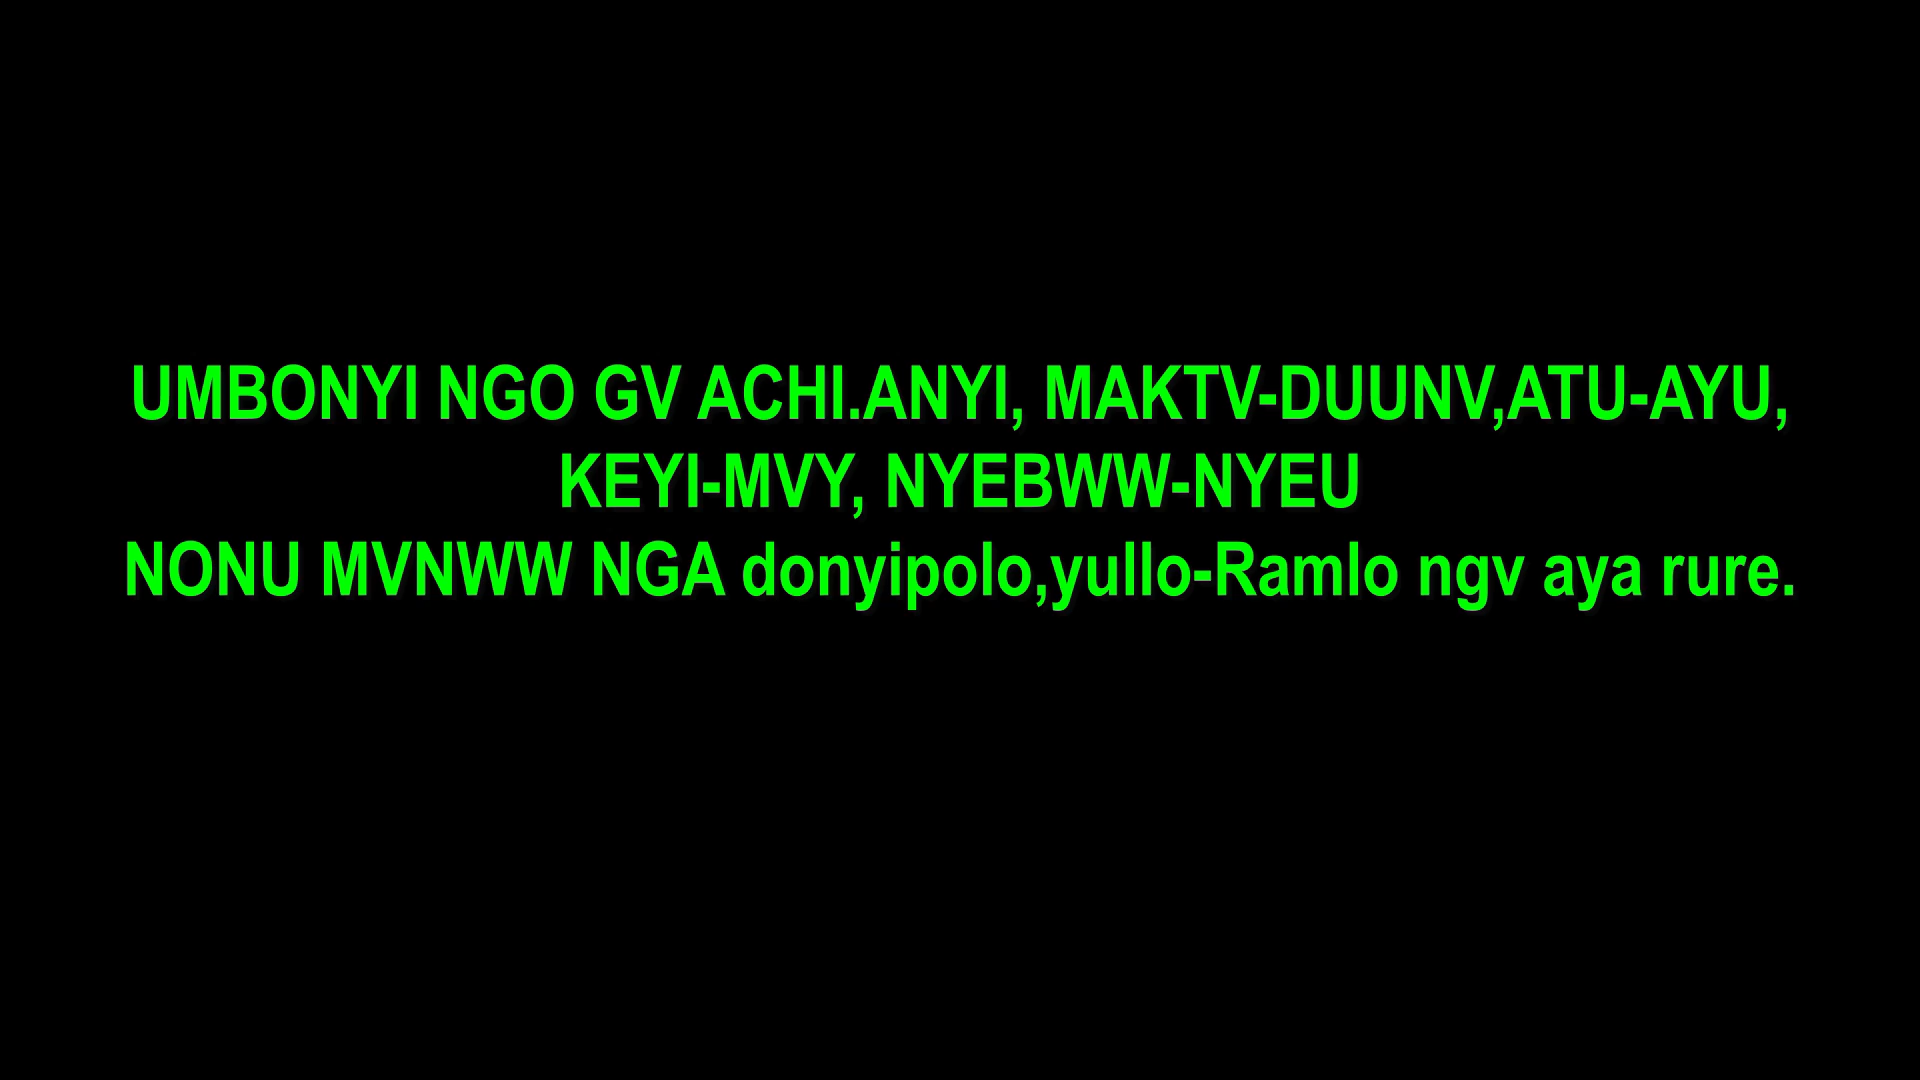 UMBONYI NGO GV ACHI.ANYI, MAKTV-DUUNV,ATU-AYU,
KEYI-MVY, NYEBWW-NYEU
NONU MVNWW NGA donyipolo,yullo-Ramlo ngv aya rure.